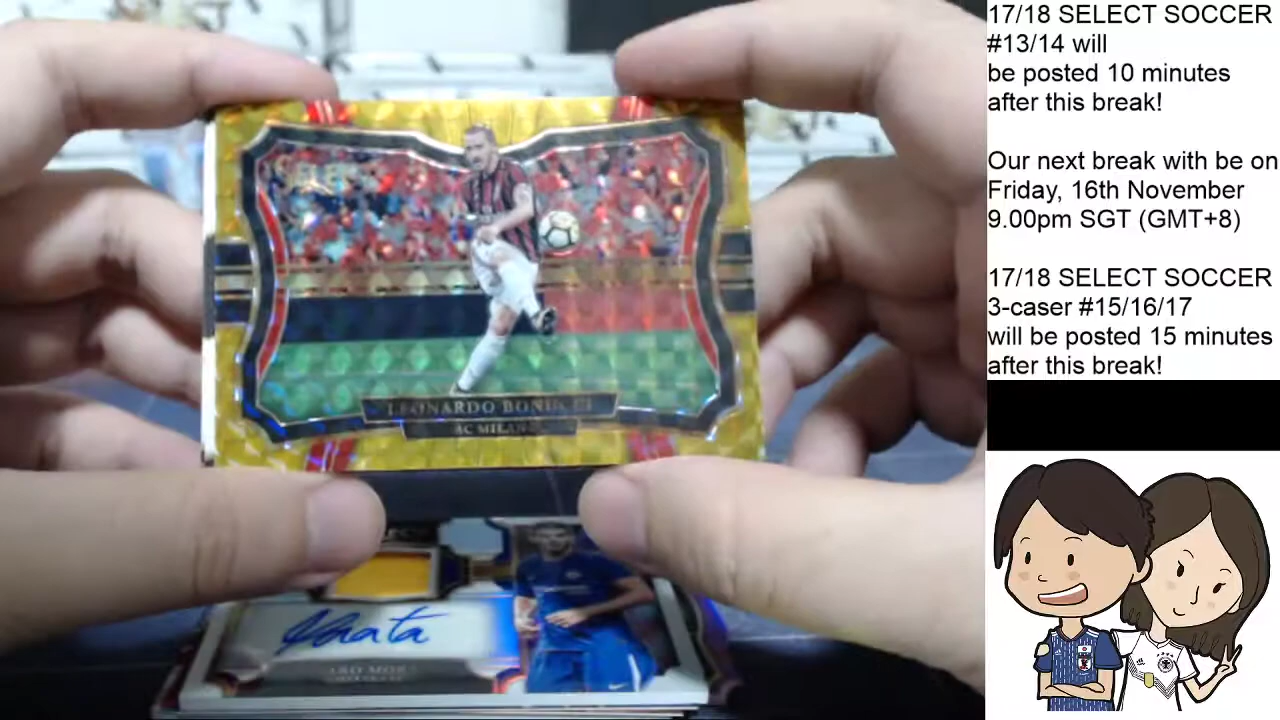 17/18 SELECT SOCCER
#13/14 will
be posted 10 minutes
after this break!
Our next break with be on
Friday, 16th November
9.00pm SGT (GMT+8)
17/18 SELECT SOCCER
3-caser #15/16/17
will be posted 15 minutes
after this break!
LEONARDO BONUCCI
AC MILAN